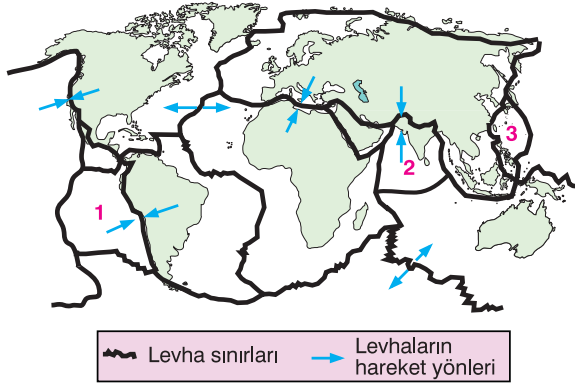 3
2
1
Levha sınırları
Levhaların
hareket yönleri